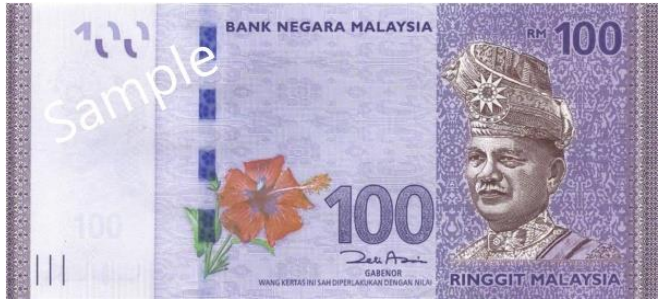 BANK NEGARA MALAYSIA
RM 100
Sample
100
100
GABENOR
WANG KERTAS INI SAH DIPERLAKUKAN DENGAN NILAI
RINGGIT MALAYSIA